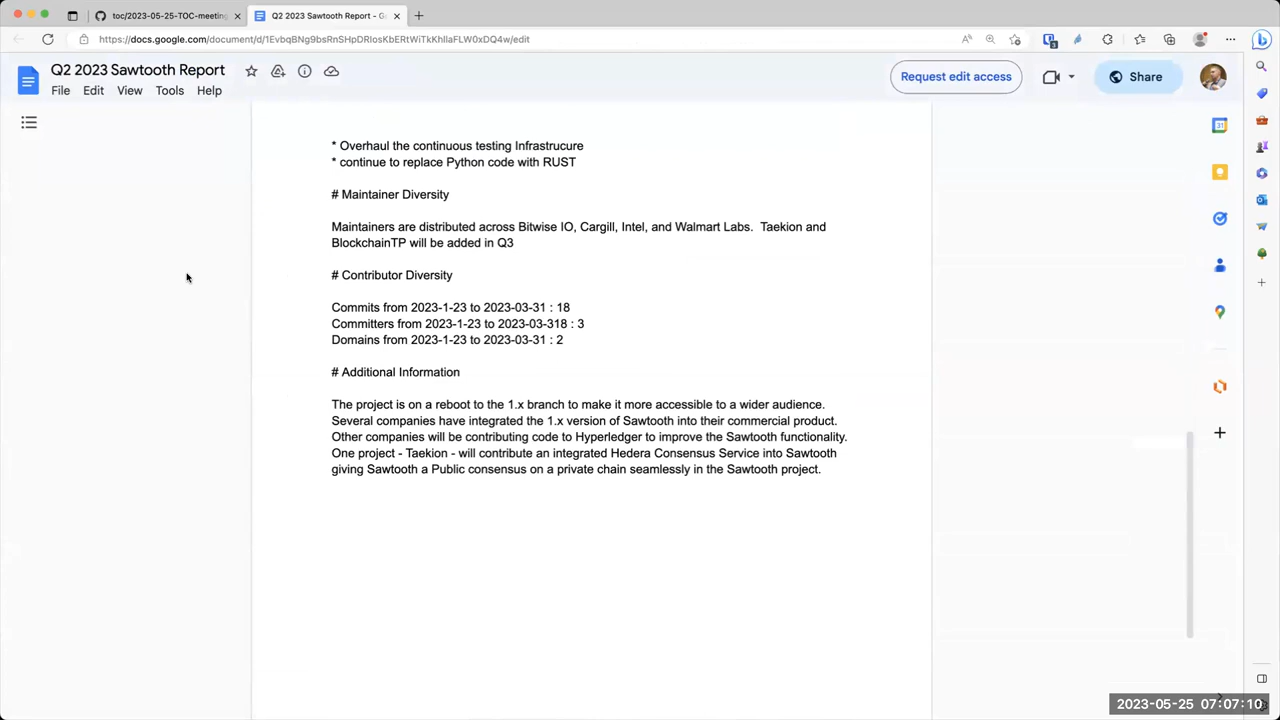 toc/2023-05-25-TOC-meeting
Q2 2023 Sawtooth Report - G
https://docs.google.com/document/d/1EvbqBNg9bsRnSHpDRIosKbERtWiTkKhIlaFLW0xDQ4w/edit
Q2 2023 Sawtooth Report
File Edit View Tools Help
Request edit access
Share
* Overhaul the continuous testing Infrastrucure
* continue to replace Python code with RUST
# Maintainer Diversity
Maintainers are distributed across Bitwise IO, Cargill, Intel, and Walmart Labs. Taekion and
BlockchainTP will be added in Q3
# Contributor Diversity
Commits from 2023-1-23 to 2023-03-31 : 18
Committers from 2023-1-23 to 2023-03-318 : 3
Domains from 2023-1-23 to 2023-03-31 : 2
# Additional Information
The project is on a reboot to the 1.x branch to make it more accessible to a wider audience.
Several companies have integrated the 1.x version of Sawtooth into their commercial product.
Other companies will be contributing code to Hyperledger to improve the Sawtooth functionality.
One project - Taekion - will contribute an integrated Hedera Consensus Service into Sawtooth
giving Sawtooth a Public consensus on a private chain seamlessly in the Sawtooth project.
2023-05-25 07:07:10